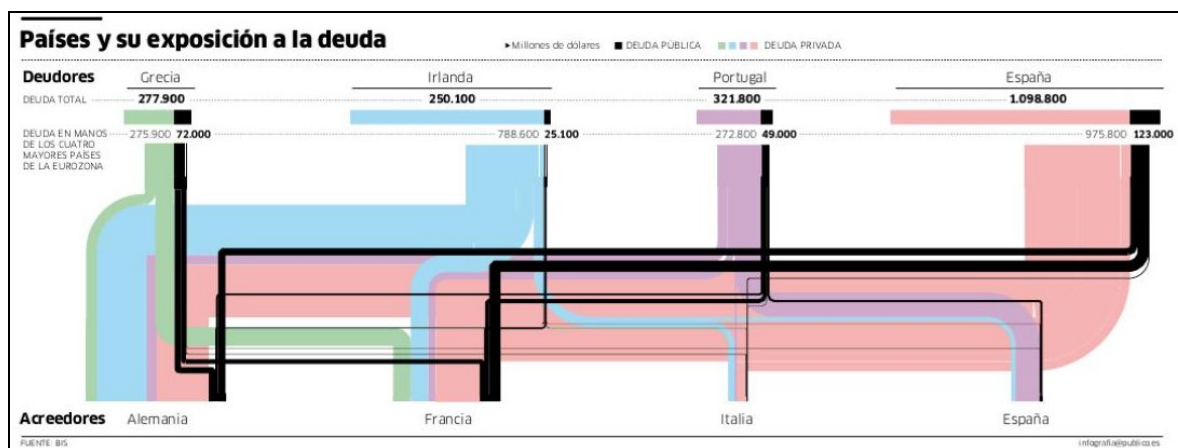 Países y su exposición a la deuda
▸Millones de dólares ■ DEUDA PÚBLICA ■■■■ DEUDA PRIVADA
Deudores Grecia Irlanda Portugal España
DEUDA TOTAL 277.900 250.100 321.800 1.098.800
DEUDA EN MANOS 275.900 72.000 788.600 25.100 272.800 49.000 975.800 123.000
DE LOS CUATRO
MAYORES PAÍSES
DE LA EUROZONA
Acreedores Alemania Francia Italia España
FUENTE: BIS infografia@publico.es